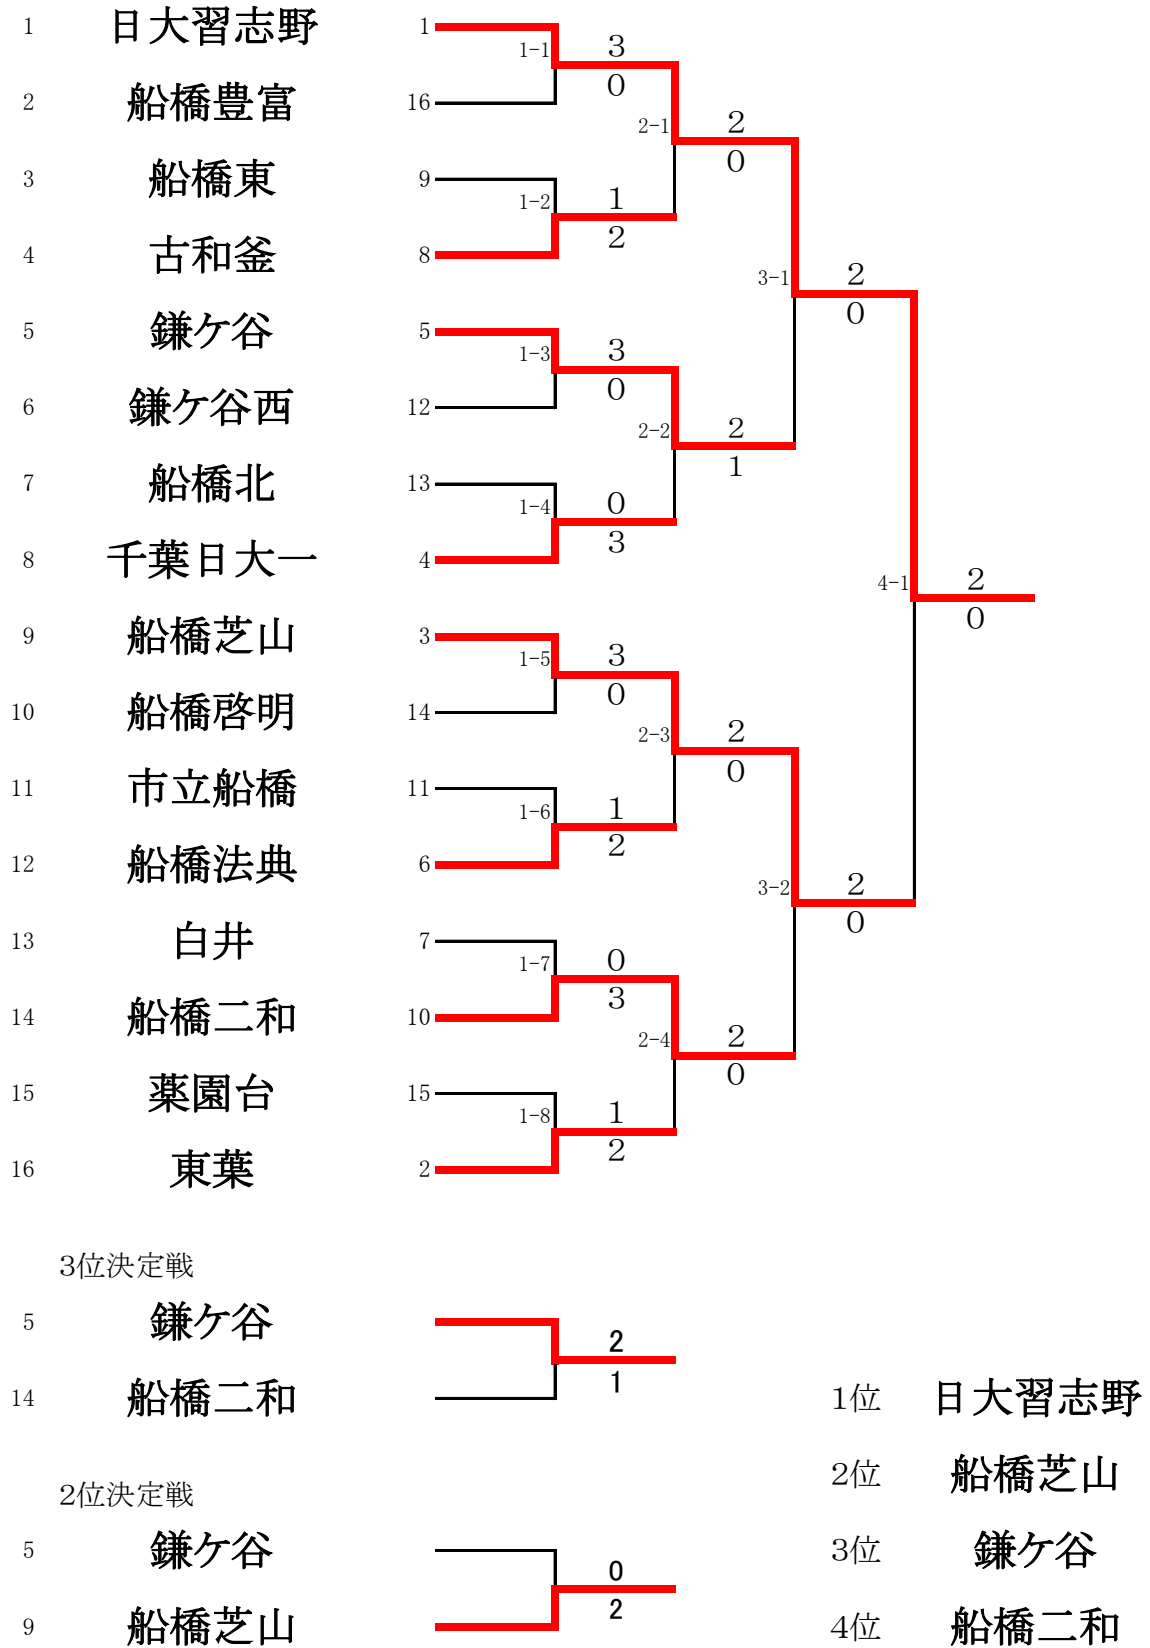 1 日大習志野 1
1-1 3
0
2 船橋豊富 16
2-1 2
0
3 船橋東 9
1-2 1
2
4 古和釜 8
3-1 2
0
5 鎌ケ谷 5
1-3 3
0
6 鎌ケ谷西 12
2-2 2
1
7 船橋北 13
1-4 0
3
8 千葉日大一 4
4-1 2
0
9 船橋芝山 3
1-5 3
0
10 船橋啓明 14
2-3 2
0
11 市立船橋 11
1-6 1
2
12 船橋法典 6
3-2 2
0
13 白井 7
1-7 0
3
14 船橋二和 10
2-4 2
0
15 薬園台 15
1-8 1
2
16 東葉 2
3位決定戦
5 鎌ケ谷
2
1
14 船橋二和
1位 日大習志野
2位 船橋芝山
2位決定戦
5 鎌ケ谷
3位 鎌ケ谷
0
2
9 船橋芝山
4位 船橋二和